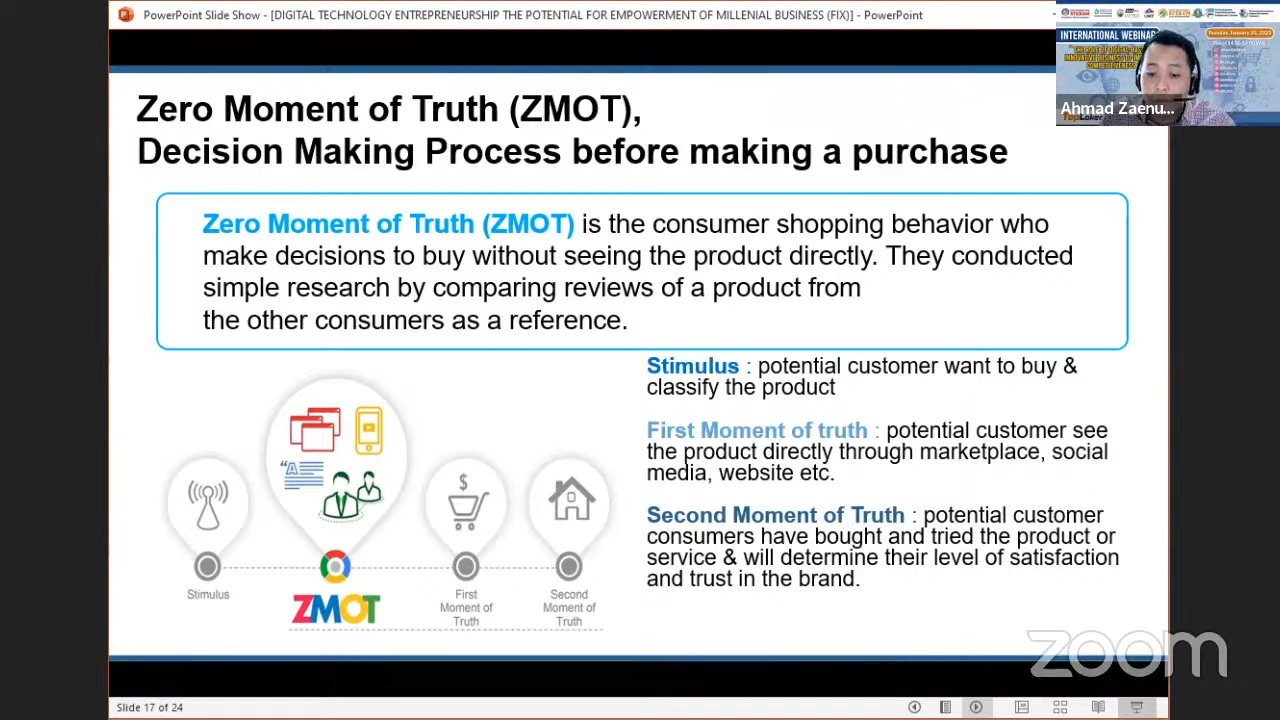 PowerPoint Slide Show - [DIGITAL TECHNOLOGY ENTREPRENEURSHIP THE POTENTIAL FOR EMPOWERMENT OF MILLENIAL BUSINESS (FIX)] - PowerPoint
INTERNATIONAL WEBINAR
Tuesday, January 03, 2023
Ahmad Zaenu...
Zero Moment of Truth (ZMOT),
Decision Making Process before making a purchase
Zero Moment of Truth (ZMOT) is the consumer shopping behavior who
make decisions to buy without seeing the product directly. They conducted
simple research by comparing reviews of a product from
the other consumers as a reference.
Stimulus : potential customer want to buy &
classify the product
First Moment of truth : potential customer see
the product directly through marketplace, social
media, website etc.
Second Moment of Truth : potential customer
consumers have bought and tried the product or
service & will determine their level of satisfaction
and trust in the brand.
“A
$
Stimulus
ZMOT
First
Moment of
Truth
Second
Moment of
Truth
zoom
Slide 17 of 24